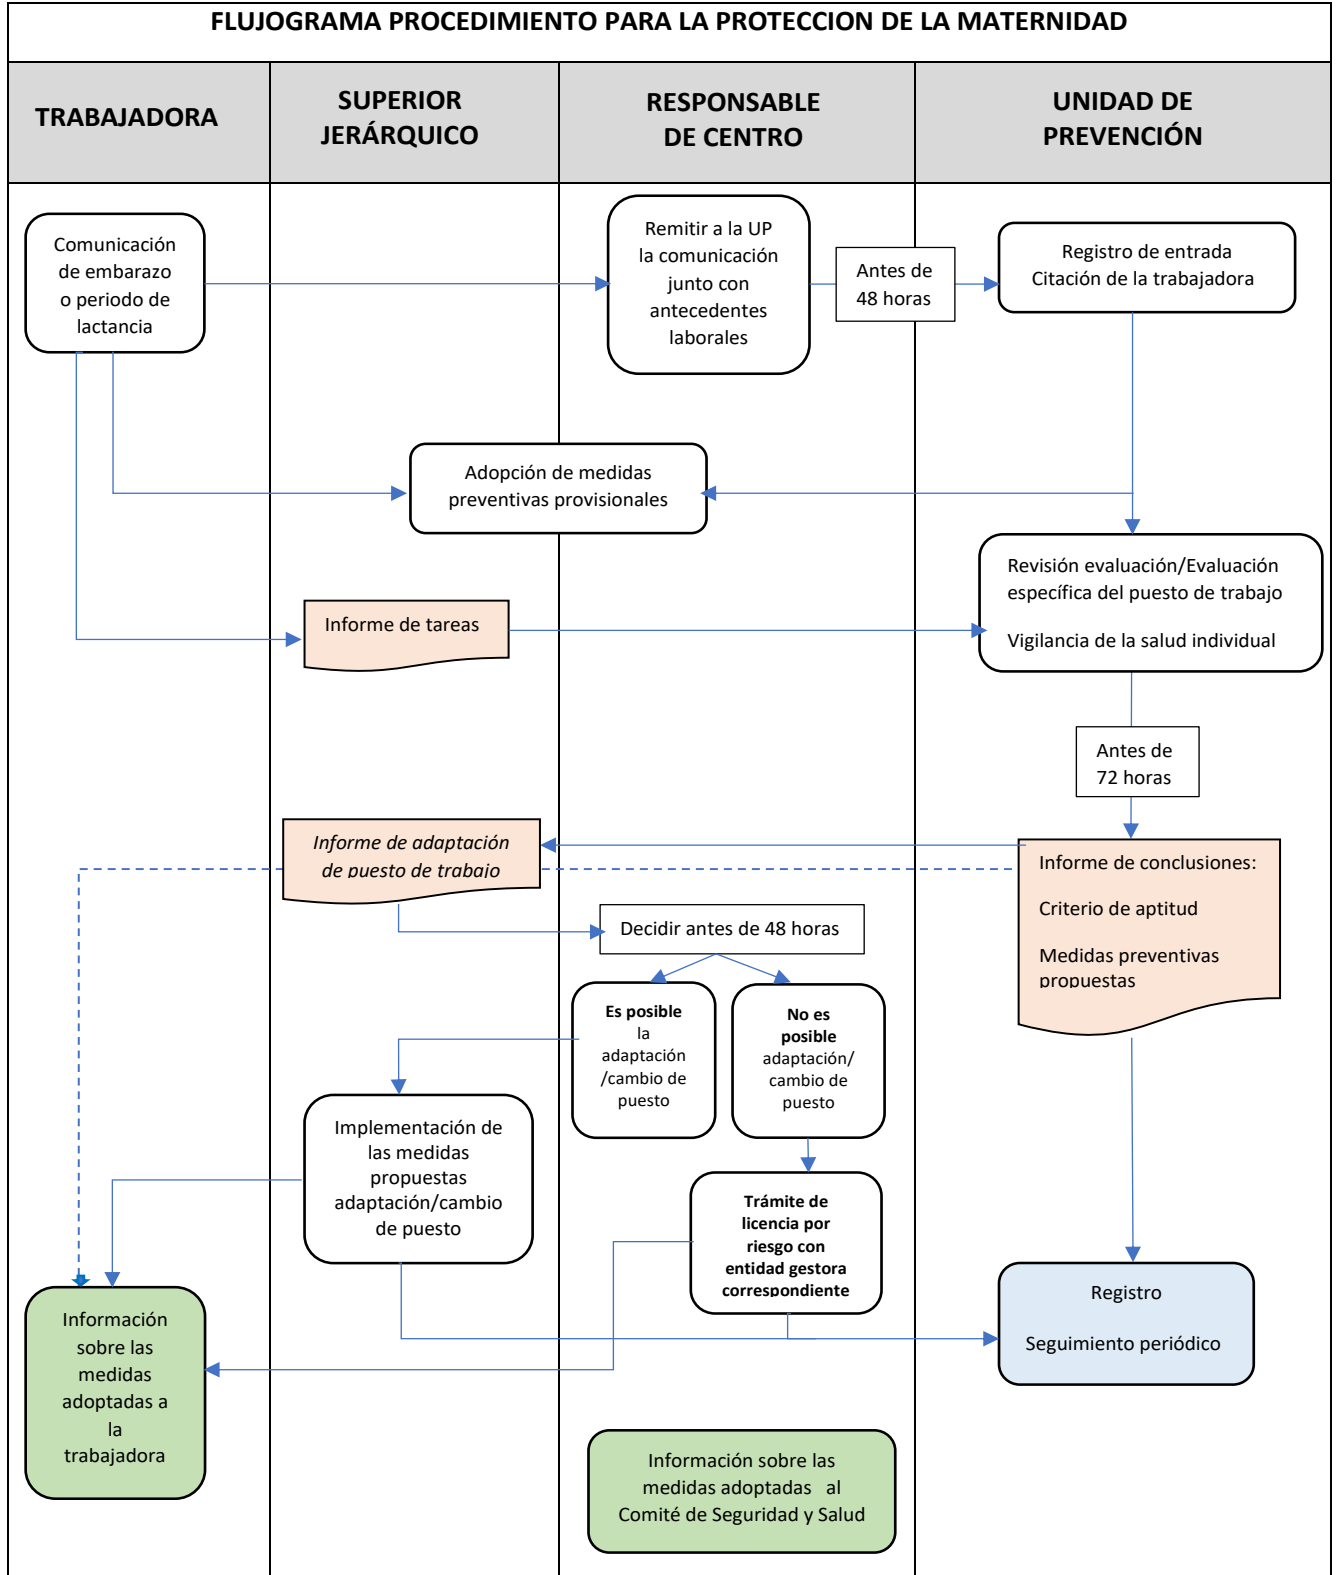 FLUJOGRAMA PROCEDIMIENTO PARA LA PROTECCION DE LA MATERNIDAD
TRABAJADORA
SUPERIOR
JERÁRQUICO
RESPONSABLE
DE CENTRO
UNIDAD DE
PREVENCIÓN
Comunicación
de embarazo
o periodo de
lactancia
Remitir a la UP
la comunicación
junto con
antecedentes
laborales
Antes de
48 horas
Registro de entrada
Citación de la trabajadora
Adopción de medidas
preventivas provisionales
Revisión evaluación/Evaluación
específica del puesto de trabajo
Vigilancia de la salud individual
Informe de tareas
Antes de
72 horas
Informe de adaptación
de puesto de trabajo
Informe de conclusiones:
Criterio de aptitud
Medidas preventivas
propuestas
Decidir antes de 48 horas
Es posible
la
adaptación
/cambio de
puesto
No es
posible
adaptación/
cambio de
puesto
Implementación de
las medidas
propuestas
adaptación/cambio
de puesto
Trámite de
licencia por
riesgo con
entidad gestora
correspondiente
Registro
Seguimiento periódico
Información
sobre las
medidas
adoptadas a
la
trabajadora
Información sobre las
medidas adoptadas al
Comité de Seguridad y Salud